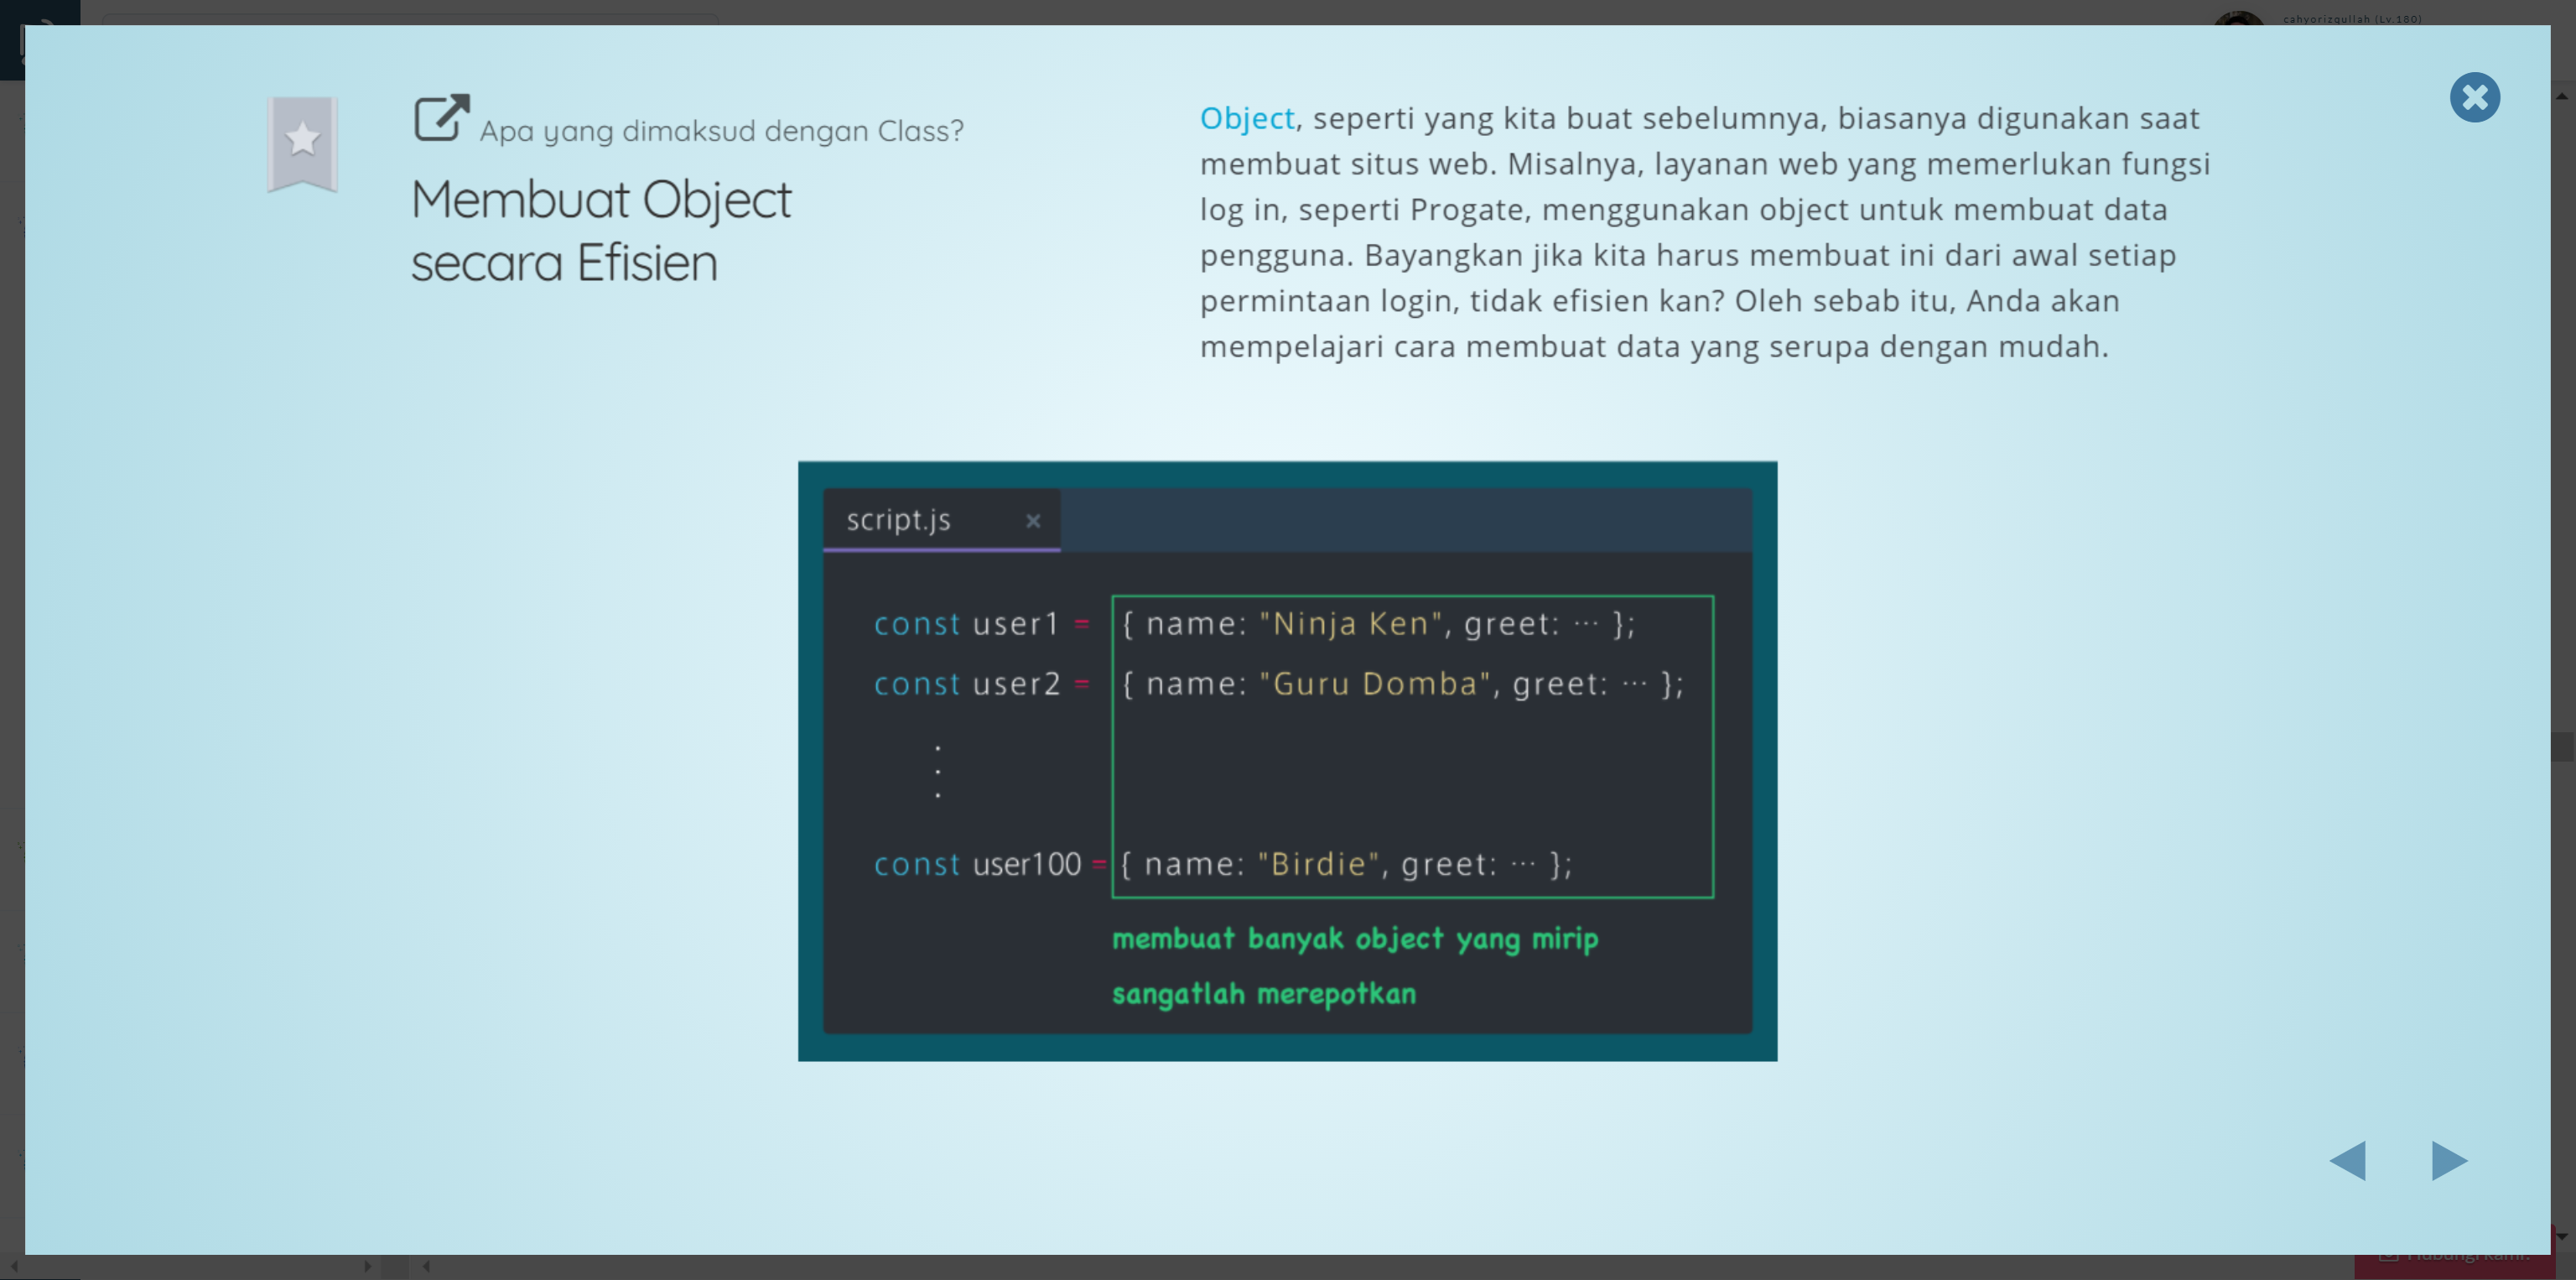 cahyorizqullah (Lv.180)
Apa yang dimaksud dengan Class?
Membuat Object
secara Efisien
Object, seperti yang kita buat sebelumnya, biasanya digunakan saat
membuat situs web. Misalnya, layanan web yang memerlukan fungsi
log in, seperti Progate, menggunakan object untuk membuat data
pengguna. Bayangkan jika kita harus membuat ini dari awal setiap
permintaan login, tidak efisien kan? Oleh sebab itu, Anda akan
mempelajari cara membuat data yang serupa dengan mudah.
script.js ×
const user1 = { name: "Ninja Ken", greet: ··· };
const user2 = { name: "Guru Domba", greet: ··· };
.
.
.
const user100 = { name: "Birdie", greet: ··· };
membuat banyak object yang mirip
sangatlah merepotkan
Hubungi kami.